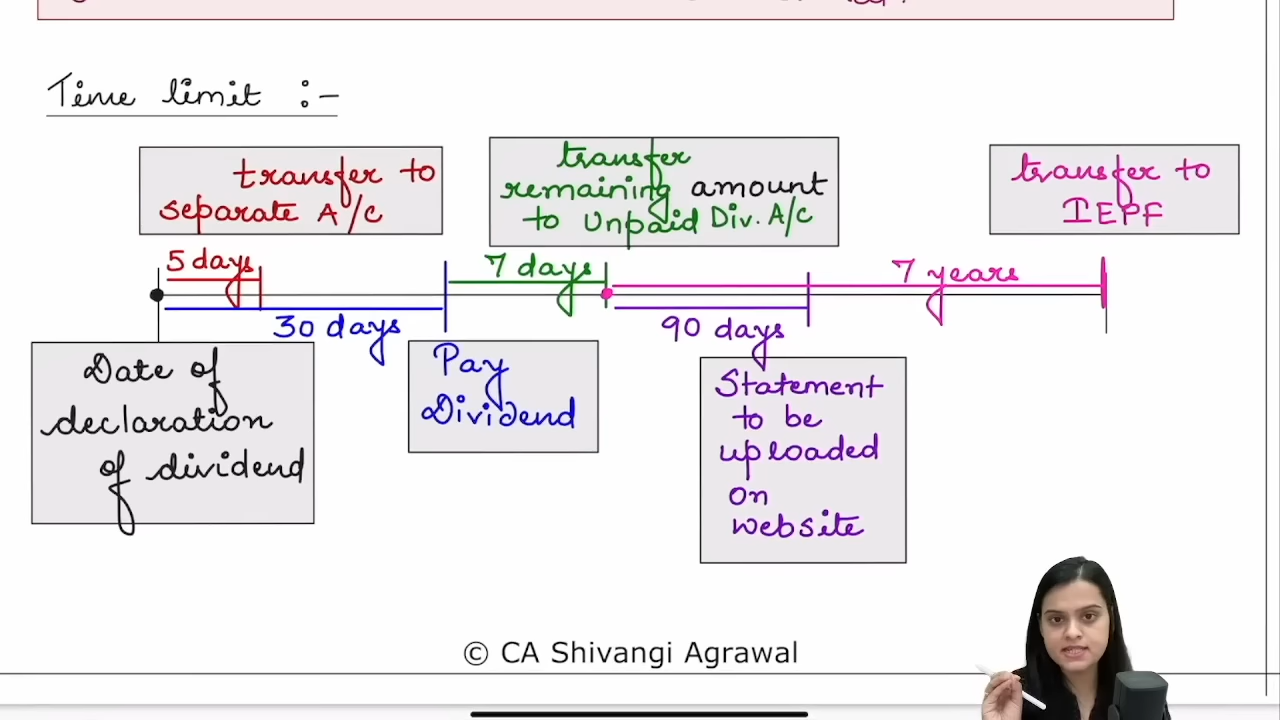 Time limit :-
transfer to
separate A/c
transfer
remaining amount
to Unpaid Div. A/c
transfer to
IEPF
5 days
7 days
7 years
30 days
90 days
Date of
declaration
of dividend
Pay
Dividend
Statement
to be
uploaded
on
website
© CA Shivangi Agrawal